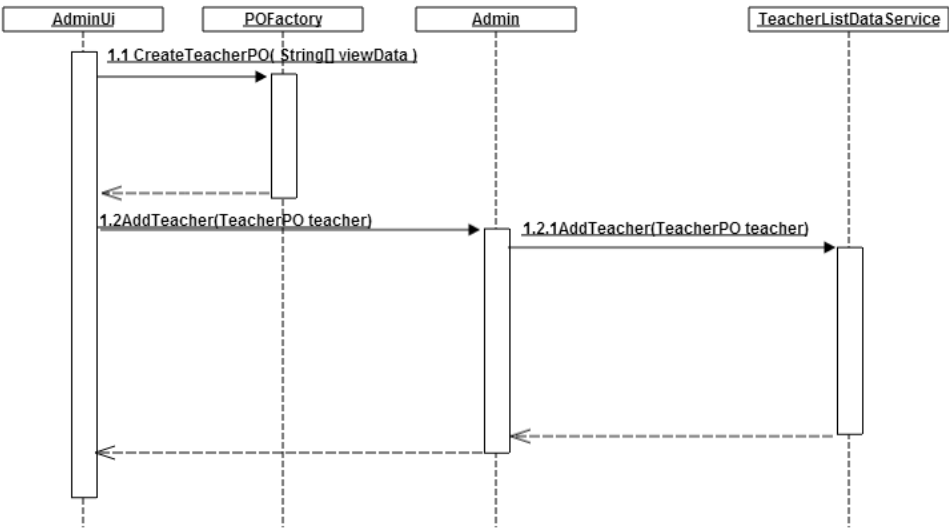 AdminUi
POFactory
Admin
TeacherListDataService
1.1 CreateTeacherPO( String[] viewData )
1.2AddTeacher(TeacherPO teacher)
1.2.1AddTeacher(TeacherPO teacher)